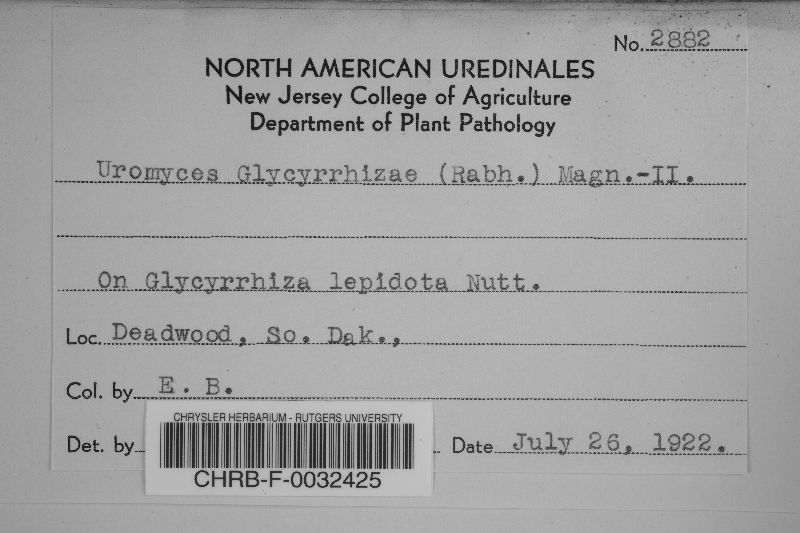 No. 2882
NORTH AMERICAN UREDINALES
New Jersey College of Agriculture
Department of Plant Pathology
Uromyces Glycyrrhizae (Rabh.) Magn.-II.
On Glycyrrhiza lepidota Nutt.
Loc. Deadwood, So. Dak.,
Col. by E. B.
Det. by
Date July 26, 1922.
CHRYSLER HERBARIUM - RUTGERS UNIVERSITY
CHRB-F-0032425